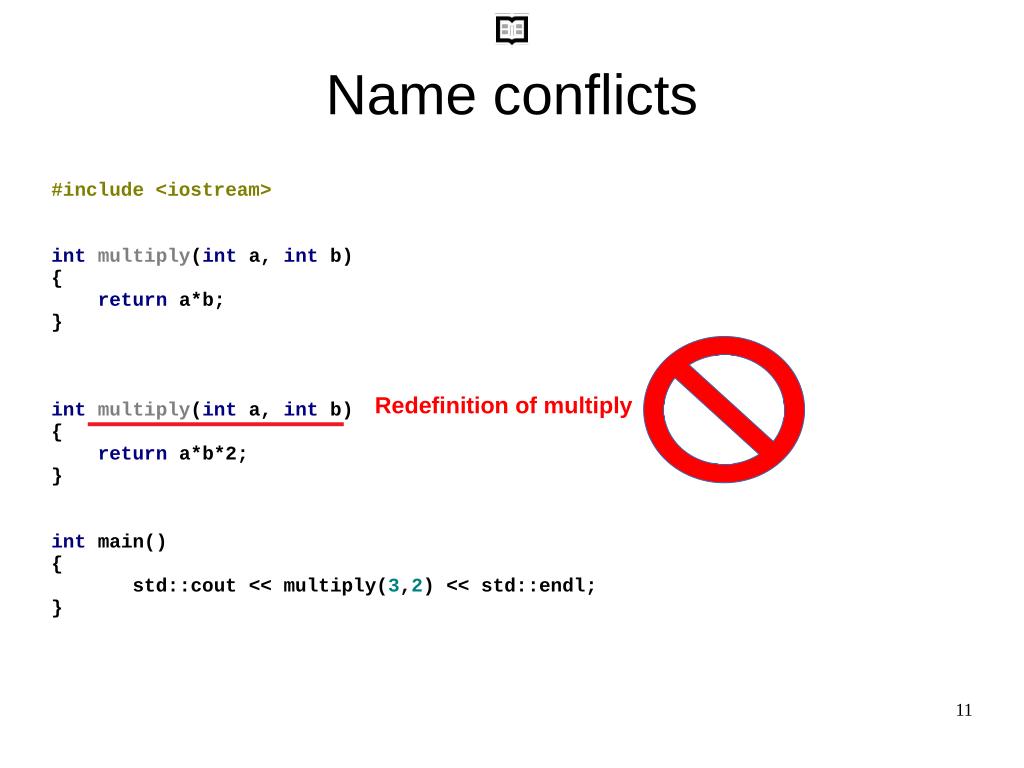 Name conflicts
#include <iostream>
int multiply(int a, int b)
{
    return a*b;
}
int multiply(int a, int b)
Redefinition of multiply
{
    return a*b*2;
}
int main()
{
       std::cout << multiply(3,2) << std::endl;
}
11